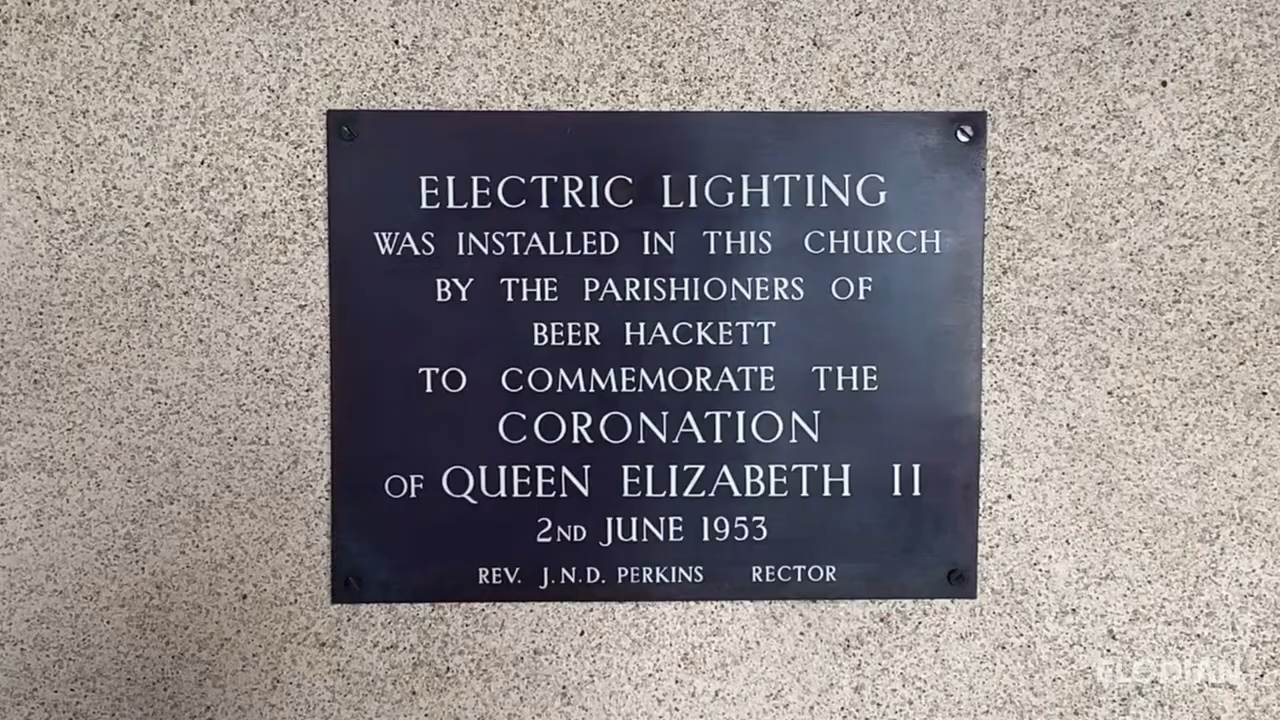 ELECTRIC LIGHTING
WAS INSTALLED IN THIS CHURCH
BY THE PARISHIONERS OF
BEER HACKETT
TO COMMEMORATE THE
CORONATION
OF QUEEN ELIZABETH II
2ND JUNE 1953
REV. J.N.D. PERKINS RECTOR